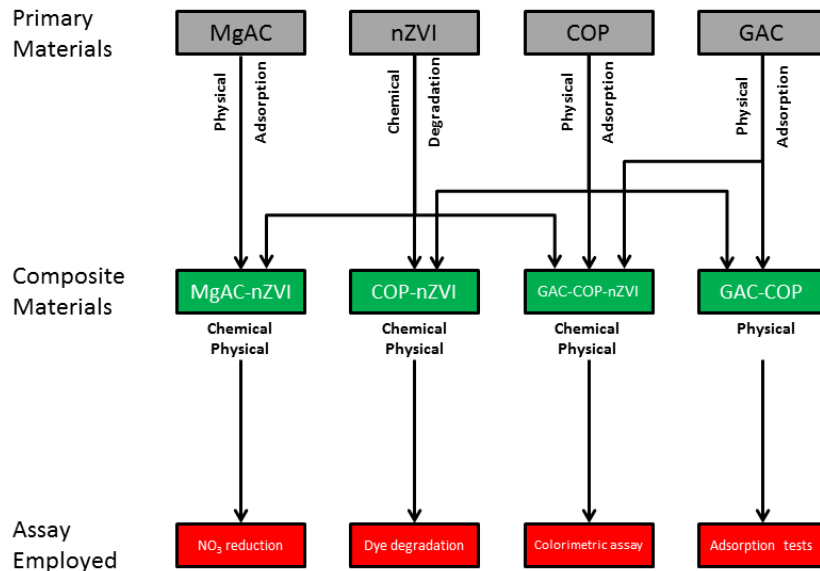 Primary
Materials
MgAC
nZVI
COP
GAC
Physical
Adsorption
Chemical
Degradation
Physical
Adsorption
Physical
Adsorption
Composite
Materials
MgAC-nZVI
COP-nZVI
GAC-COP-nZVI
GAC-COP
Chemical
Physical
Chemical
Physical
Chemical
Physical
Physical
Assay
Employed
NO₃ reduction
Dye degradation
Colorimetric assay
Adsorption tests